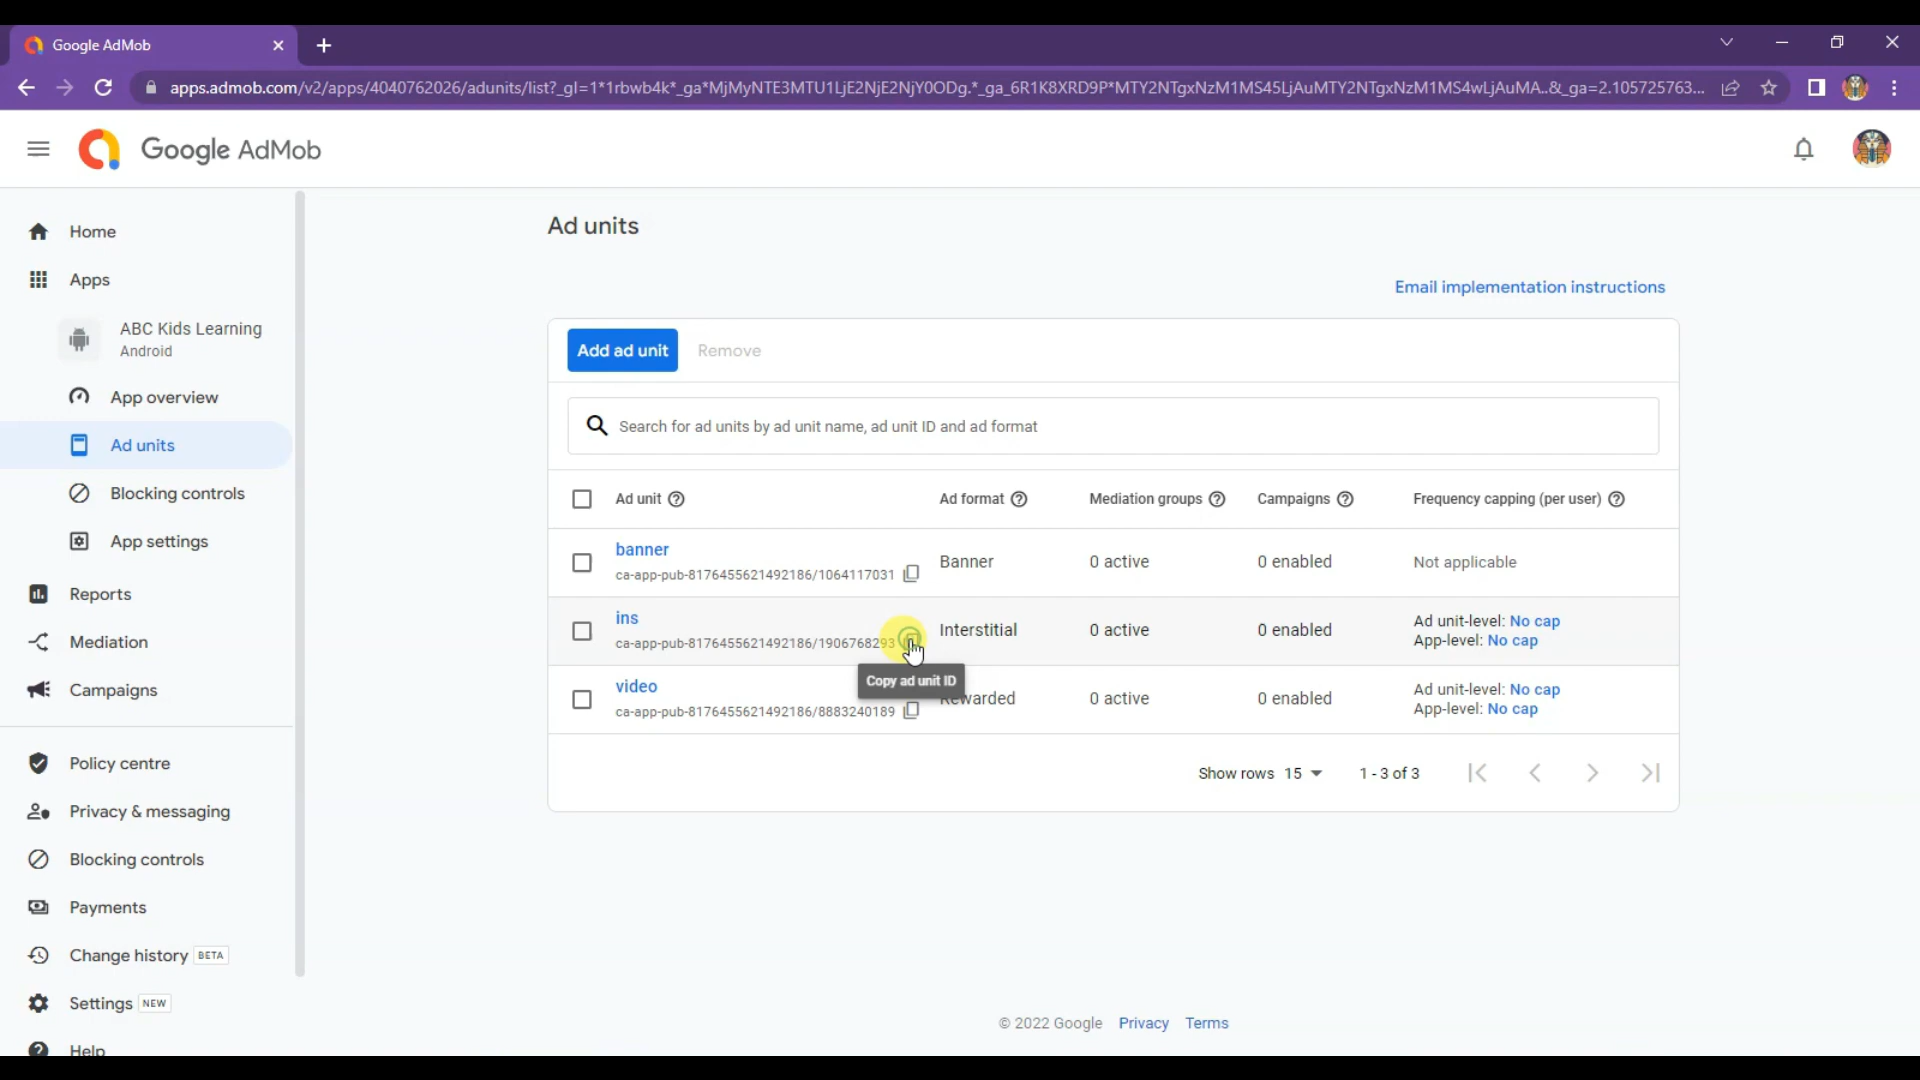 Google AdMob
apps.admob.com/v2/apps/4040762026/adunits/list?_gl=1*1rbwb4k*_ga*MjMyNTE3MTU1LjE2NjE2NjY0ODg.*_ga_6R1K8XRD9P*MTY2NTgxNzM1MS45LjAuMTY2NTgxNzM1MS4wLjAuMA..&_ga=2.105725763...
Google AdMob
Home
Apps
ABC Kids Learning
Android
App overview
Ad units
Blocking controls
App settings
Reports
Mediation
Campaigns
Policy centre
Privacy & messaging
Blocking controls
Payments
Change history BETA
Settings NEW
Help
Ad units
Email implementation instructions
Add ad unit Remove
Search for ad units by ad unit name, ad unit ID and ad format
Ad unit Ad format Mediation groups Campaigns Frequency capping (per user)
banner
ca-app-pub-8176455621492186/1064117031 Banner 0 active 0 enabled Not applicable
ins
ca-app-pub-8176455621492186/1906768293 Interstitial 0 active 0 enabled Ad unit-level: No cap
App-level: No cap
Copy ad unit ID
video
ca-app-pub-8176455621492186/8883240189 Rewarded 0 active 0 enabled Ad unit-level: No cap
App-level: No cap
Show rows 15 1 - 3 of 3
© 2022 Google Privacy Terms